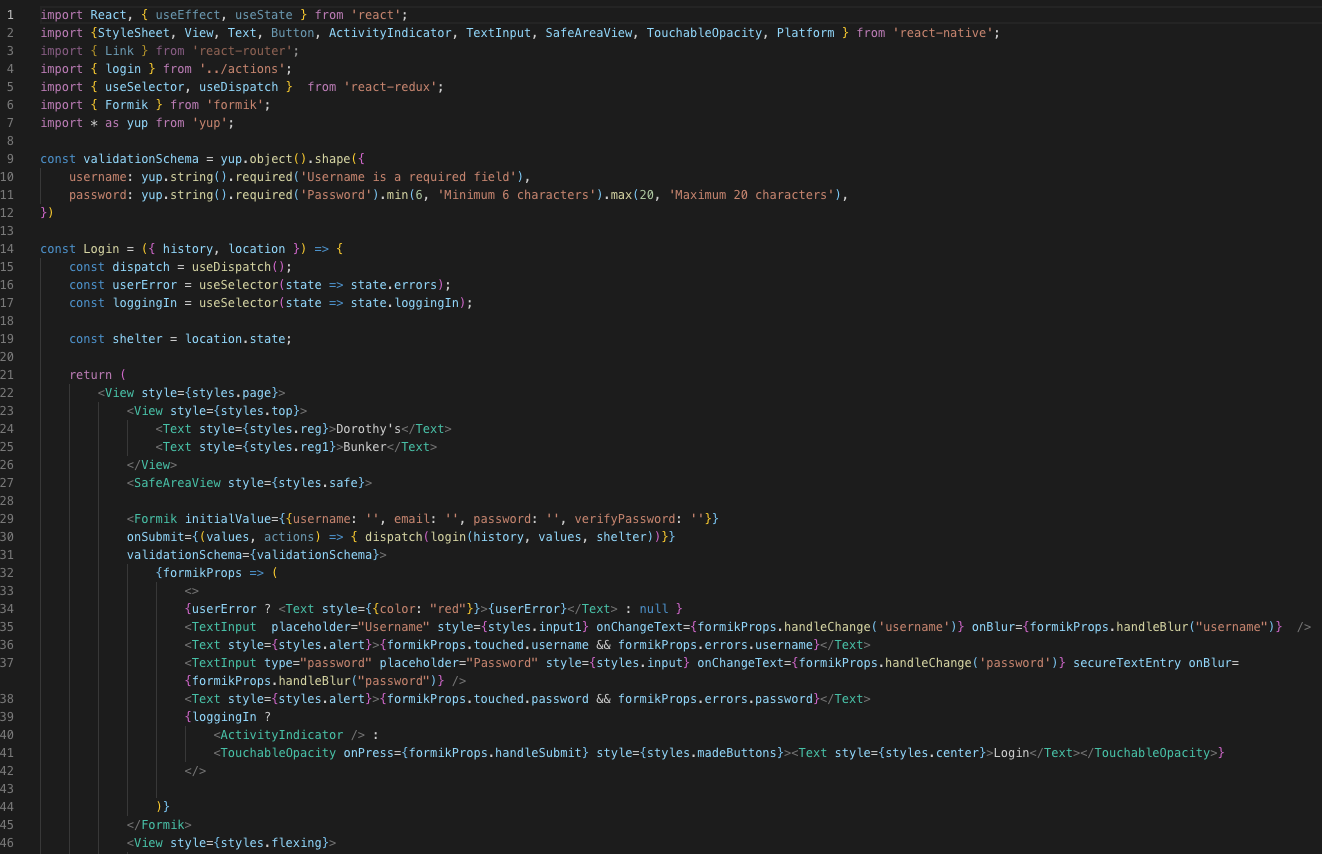 1 import React, { useEffect, useState } from 'react';
2 import {StyleSheet, View, Text, Button, ActivityIndicator, TextInput, SafeAreaView, TouchableOpacity, Platform } from 'react-native';
3 import { Link } from 'react-router';
4 import { login } from '../actions';
5 import { useSelector, useDispatch }  from 'react-redux';
6 import { Formik } from 'formik';
7 import * as yup from 'yup';
8
9 const validationSchema = yup.object().shape({
10     username: yup.string().required('Username is a required field'),
11     password: yup.string().required('Password').min(6, 'Minimum 6 characters').max(20, 'Maximum 20 characters'),
12 })
13
14 const Login = ({ history, location }) => {
15     const dispatch = useDispatch();
16     const userError = useSelector(state => state.errors);
17     const loggingIn = useSelector(state => state.loggingIn);
18
19     const shelter = location.state;
20
21     return (
22         <View style={styles.page}>
23             <View style={styles.top}>
24                 <Text style={styles.reg}>Dorothy's</Text>
25                 <Text style={styles.reg1}>Bunker</Text>
26             </View>
27             <SafeAreaView style={styles.safe}>
28
29             <Formik initialValue={{username: '', email: '', password: '', verifyPassword: ''}}
30             onSubmit={(values, actions) => { dispatch(login(history, values, shelter))}}
31             validationSchema={validationSchema}>
32                 {formikProps => (
33                     <>
34                     {userError ? <Text style={{color: "red"}}>{userError}</Text> : null }
35                     <TextInput  placeholder="Username" style={styles.input1} onChangeText={formikProps.handleChange('username')} onBlur={formikProps.handleBlur("username")}  />
36                     <Text style={styles.alert}>{formikProps.touched.username && formikProps.errors.username}</Text>
37                     <TextInput type="password" placeholder="Password" style={styles.input} onChangeText={formikProps.handleChange('password')} secureTextEntry onBlur=
{formikProps.handleBlur("password")} />
38                     <Text style={styles.alert}>{formikProps.touched.password && formikProps.errors.password}</Text>
39                     {loggingIn ?
40                         <ActivityIndicator /> :
41                         <TouchableOpacity onPress={formikProps.handleSubmit} style={styles.madeButtons}><Text style={styles.center}>Login</Text></TouchableOpacity>}
42                     </>
43
44                 )}
45             </Formik>
46             <View style={styles.flexing}>